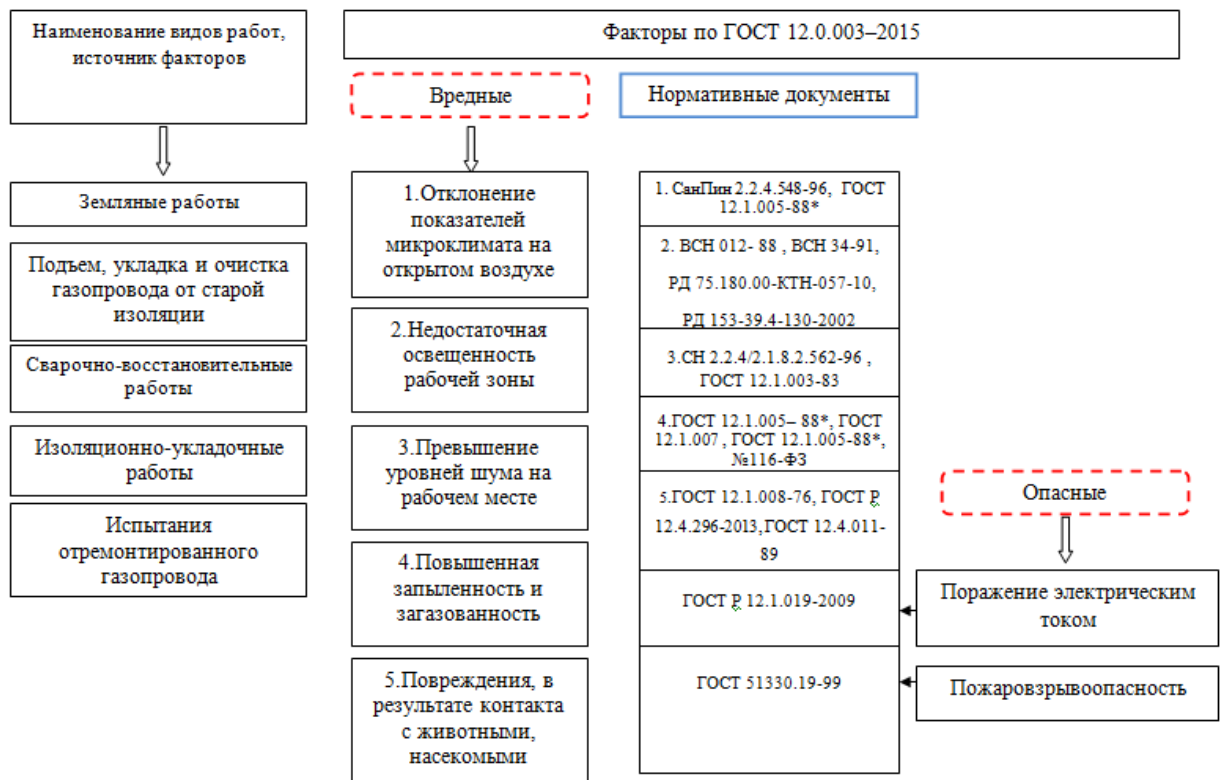 Наименование видов работ,
источник факторов
Факторы по ГОСТ 12.0.003–2015
Вредные
Нормативные документы
Земляные работы
Подъем, укладка и очистка
газопровода от старой
изоляции
Сварочно-восстановительные
работы
Изоляционно-укладочные
работы
Испытания
отремонтированного
газопровода
1.Отклонение
показателей
микроклимата на
открытом воздухе
2.Недостаточная
освещенность
рабочей зоны
3.Превышение
уровней шума на
рабочем месте
4.Повышенная
запыленность и
загазованность
5.Повреждения, в
результате контакта
с животными,
насекомыми
1. СанПин 2.2.4.548-96, ГОСТ
12.1.005-88*
2. ВСН 012- 88 , ВСН 34-91,
РД 75.180.00-КТН-057-10,
РД 153-39.4-130-2002
3.СН 2.2.4/2.1.8.2.562-96 ,
ГОСТ 12.1.003-83
4.ГОСТ 12.1.005– 88*, ГОСТ
12.1.007 , ГОСТ 12.1.005-88*,
№116-ФЗ
5.ГОСТ 12.1.008-76, ГОСТ Р
12.4.296-2013,ГОСТ 12.4.011-
89
ГОСТ Р 12.1.019-2009
ГОСТ 51330.19-99
Опасные
Поражение электрическим
током
Пожаровзрывоопасность